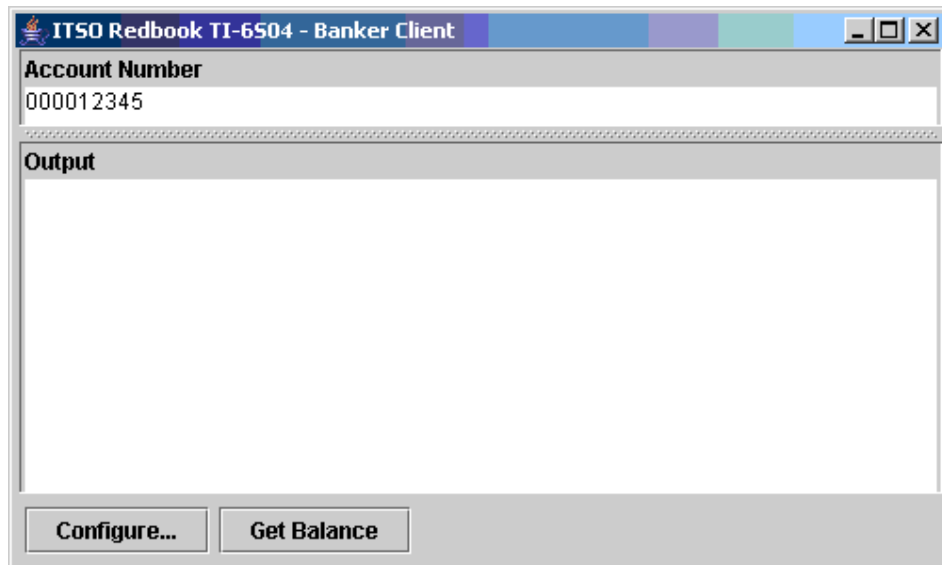 ITSO Redbook TI-6S04 - Banker Client
Account Number
000012345
Output
Configure... Get Balance